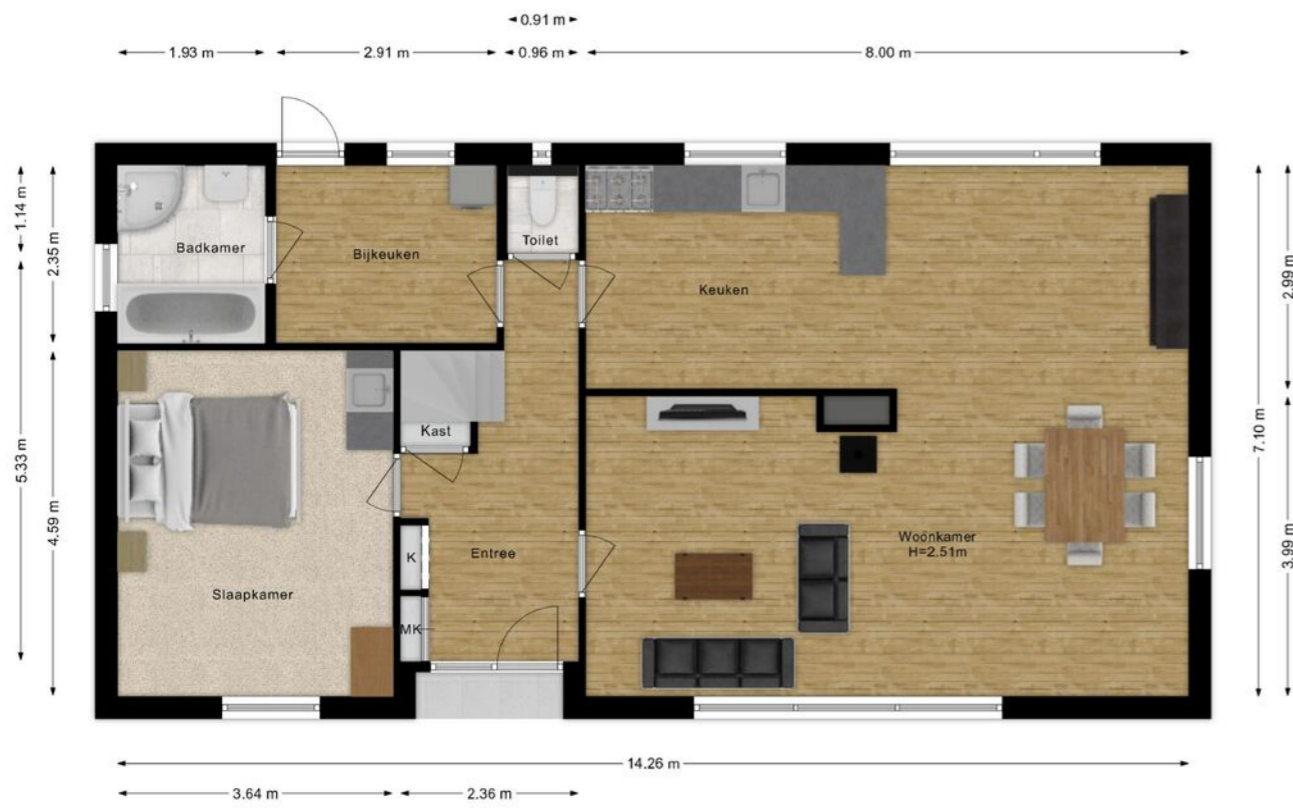 0.91 m
1.93 m
2.91 m
0.96 m
8.00 m
1.14 m
2.35 m
5.33 m
4.59 m
Badkamer
Bijkeuken
Toilet
Keuken
Kast
K
MK
Entree
Slaapkamer
Woonkamer
H=2.51m
2.99 m
7.10 m
3.99 m
14.26 m
3.64 m
2.36 m